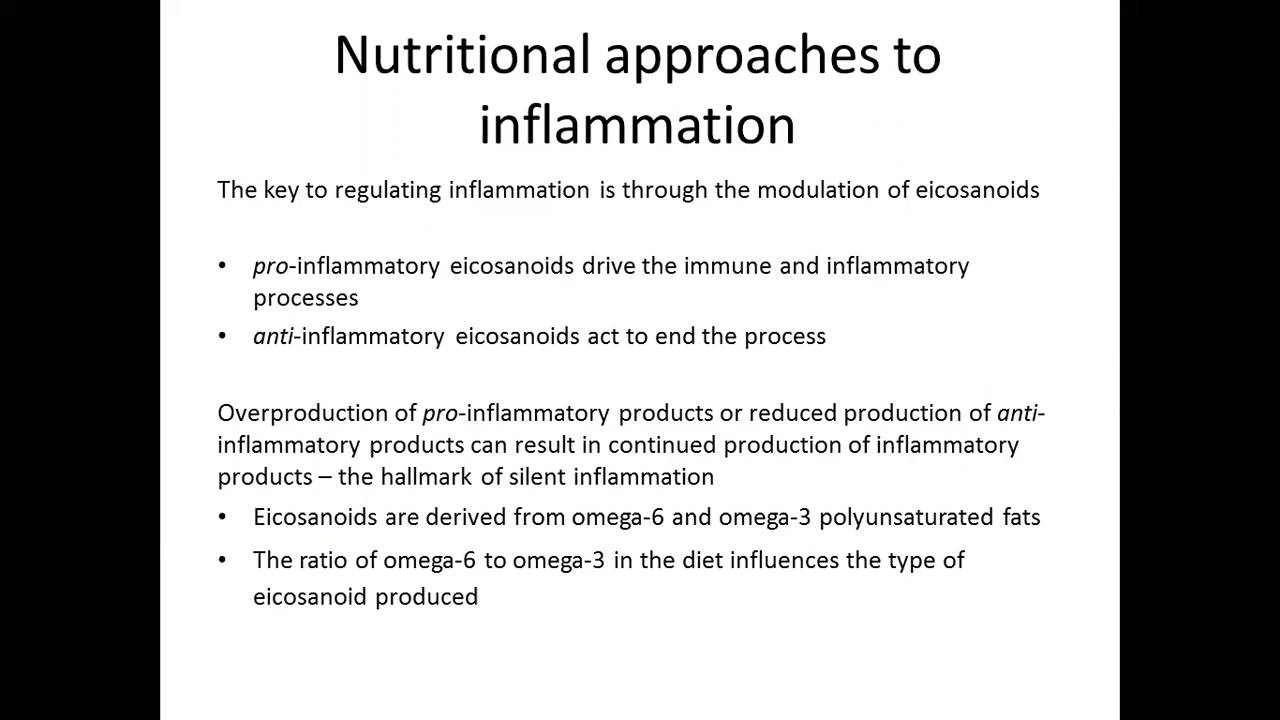 Nutritional approaches to
inflammation
The key to regulating inflammation is through the modulation of eicosanoids
• pro-inflammatory eicosanoids drive the immune and inflammatory
processes
• anti-inflammatory eicosanoids act to end the process
Overproduction of pro-inflammatory products or reduced production of anti-
inflammatory products can result in continued production of inflammatory
products – the hallmark of silent inflammation
• Eicosanoids are derived from omega-6 and omega-3 polyunsaturated fats
• The ratio of omega-6 to omega-3 in the diet influences the type of
eicosanoid produced